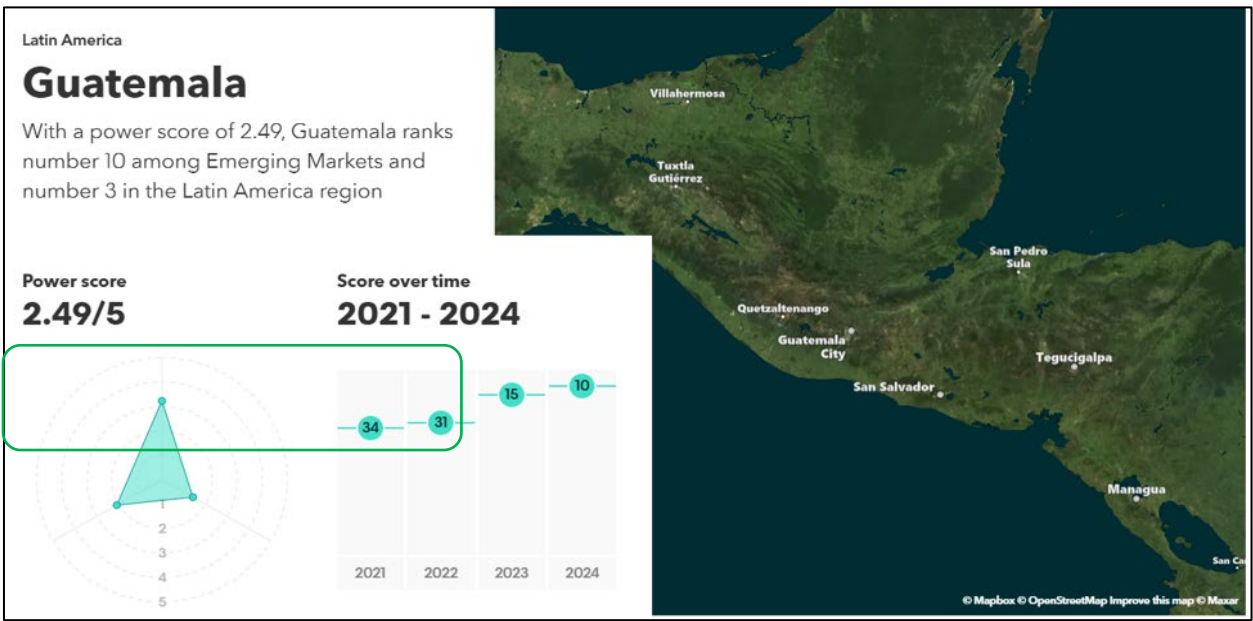 Latin America
Guatemala
With a power score of 2.49, Guatemala ranks
number 10 among Emerging Markets and
number 3 in the Latin America region
Power score
2.49/5
Score over time
2021 - 2024
1
2
3
4
5
34
31
15
10
2021
2022
2023
2024
Villahermosa
Tuxtla
Gutiérrez
San Pedro
Sula
Quetzaltenango
Guatemala
City
Tegucigalpa
San Salvador
Managua
San Ca
© Mapbox © OpenStreetMap Improve this map © Maxar